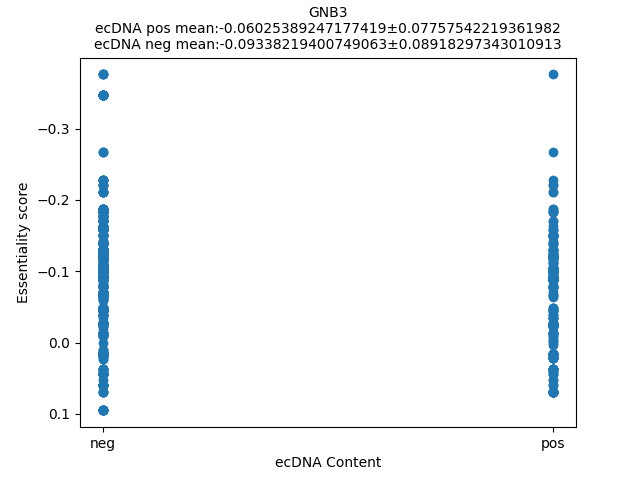 GNB3
ecDNA pos mean:-0.06025389247177419±0.07757542219361982
ecDNA neg mean:-0.09338219400749063±0.08918297343010913
Essentiality score
−0.3
−0.2
−0.1
0.0
0.1
neg
pos
ecDNA Content